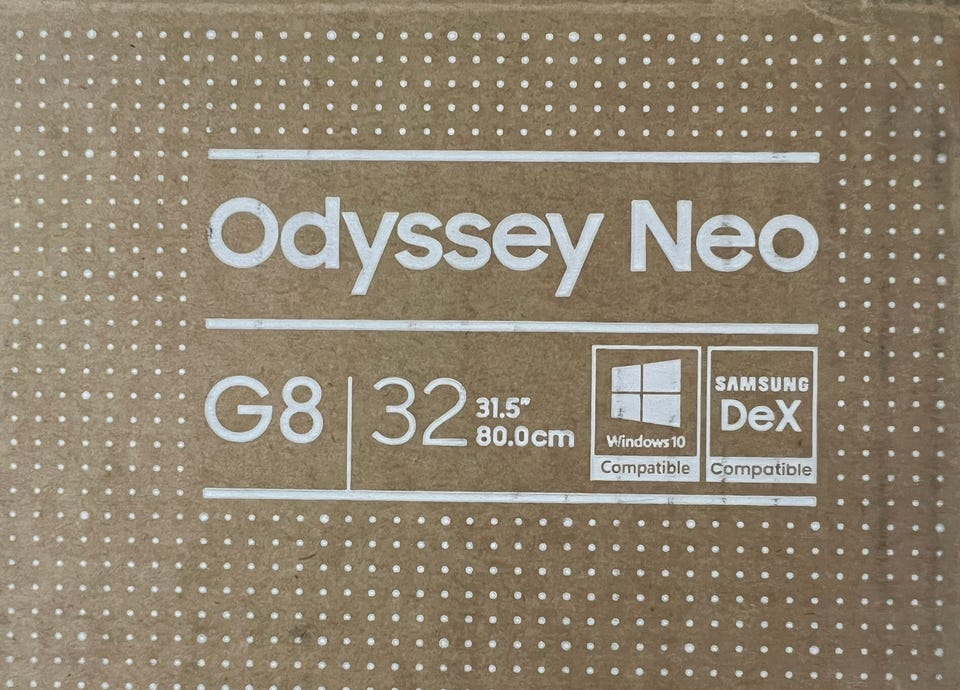 Odyssey Neo
G8 32 31.5"
80.0cm
Windows 10
Compatible
SAMSUNG
DeX
Compatible